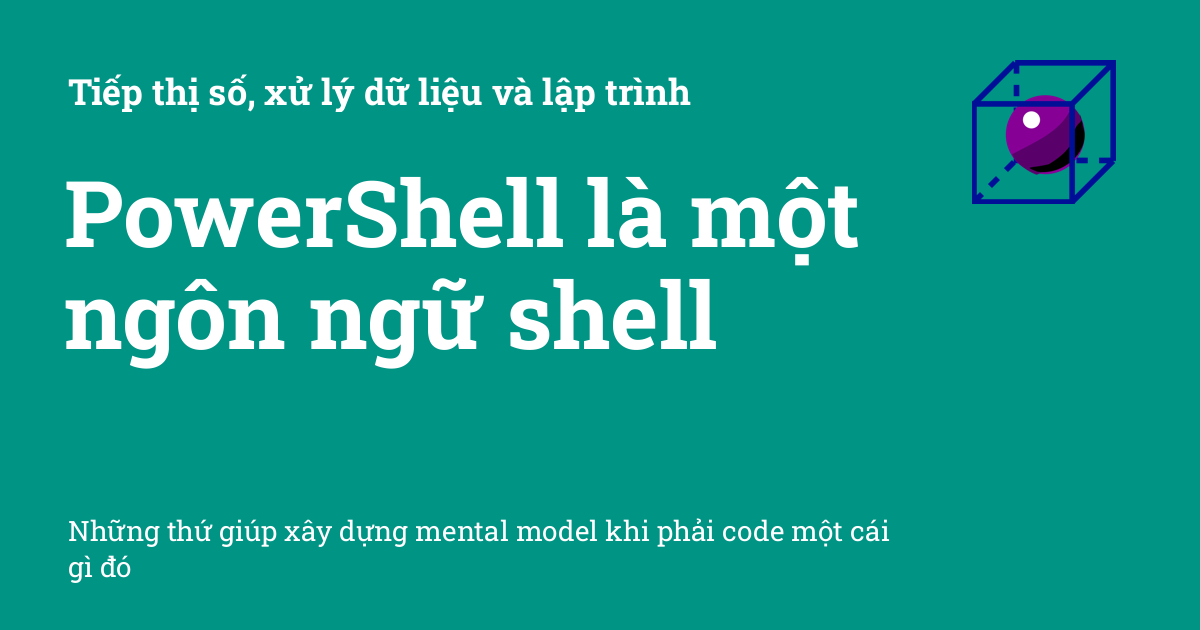 Tiếp thị số, xử lý dữ liệu và lập trình
PowerShell là một
ngôn ngữ shell
Những thứ giúp xây dựng mental model khi phải code một cái
gì đó